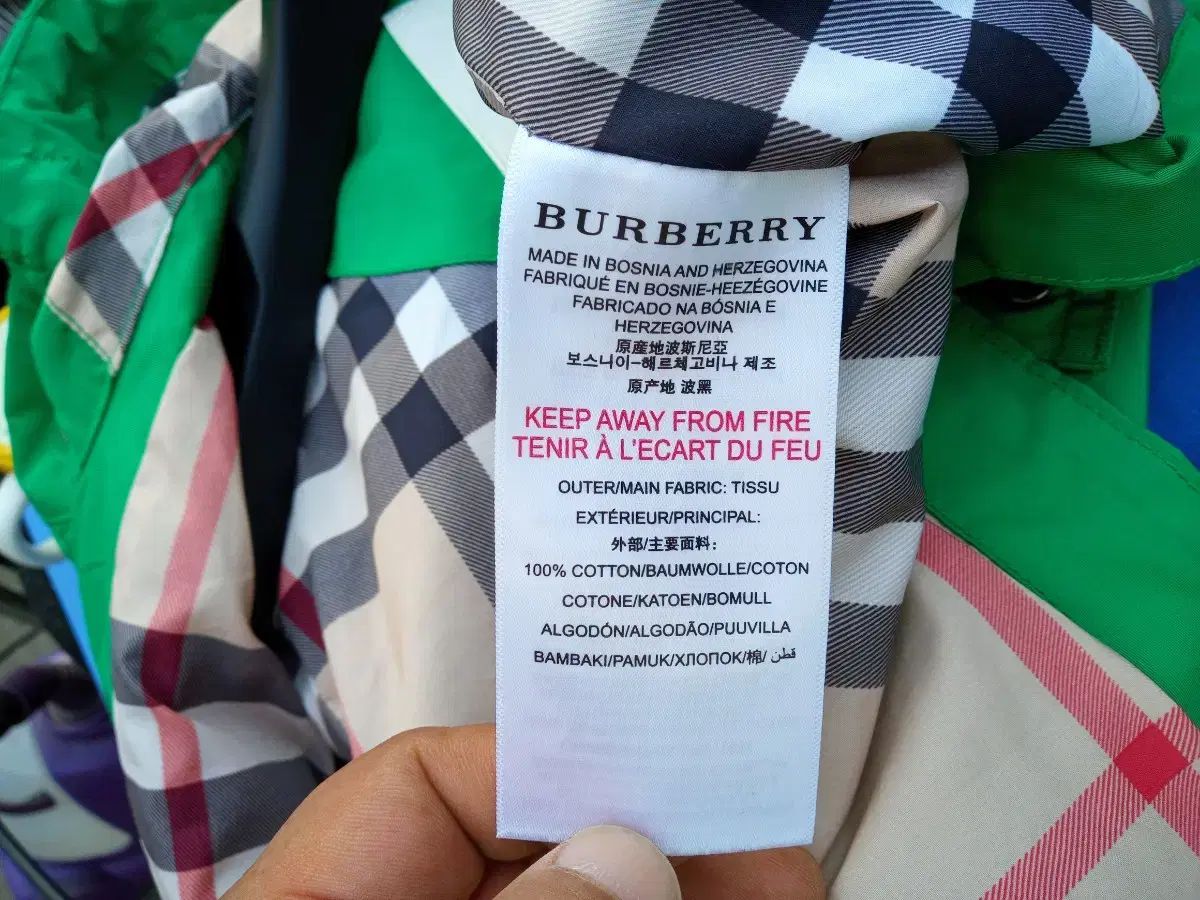 BURBERRY
MADE IN BOSNIA AND HERZEGOVINA
FABRIQUÉ EN BOSNIE-HEEZÉGOVINE
FABRICADO NA BÓSNIA E
HERZEGOVINA
原産地波斯尼亞
보스니이-헤르체고비나 제조
原产地 波黑
KEEP AWAY FROM FIRE
TENIR À L'ECART DU FEU
OUTER/MAIN FABRIC: TISSU
EXTÉRIEUR/PRINCIPAL:
外部/主要面料:
100% COTTON/BAUMWOLLE/COTON
COTONE/KATOEN/BOMULL
ALGODÓN/ALGODÃO/PUUVILLA
BAMBAKI/PAMUK/ХЛОПОК/棉/ قطن